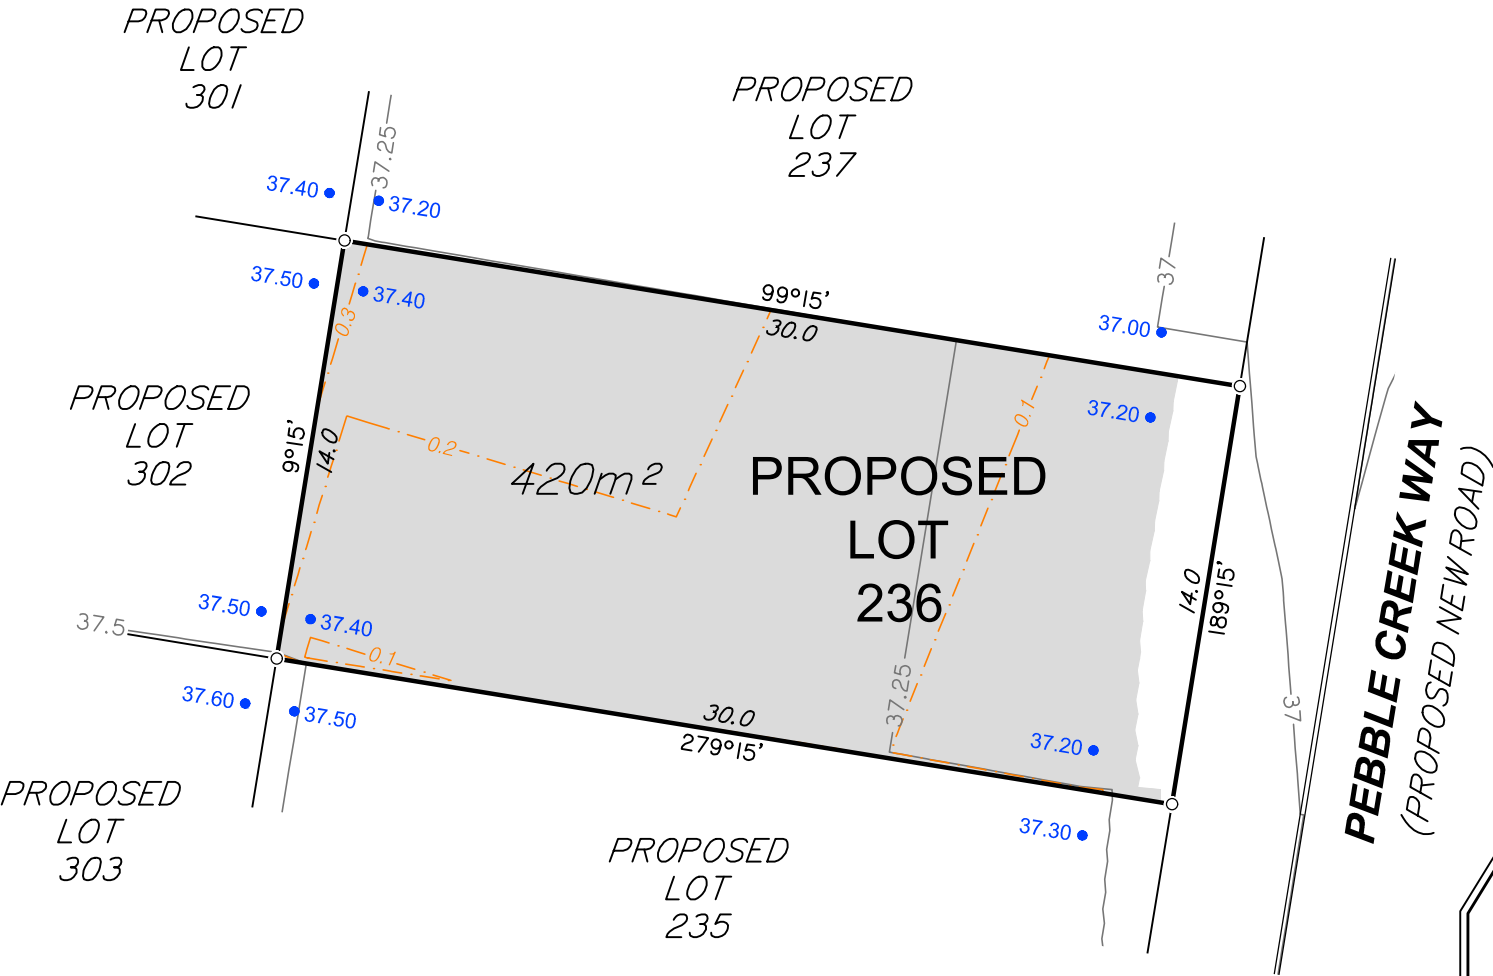 PROPOSED
LOT
301
PROPOSED
LOT
237
37.25
37.40
37.20
37.50
37.40
0.3
99°15'
30.0
37
37.00
37.20
0.1
PROPOSED
LOT
302
9°15'
14.0
0.2
420m²
PROPOSED
LOT
236
14.0
189°15'
PEBBLE CREEK WAY
(PROPOSED NEW ROAD)
37.50
37.40
37.5
0.1
37.60
37.50
37.25
37
30.0
279°15'
37.20
37.30
PROPOSED
LOT
303
PROPOSED
LOT
235